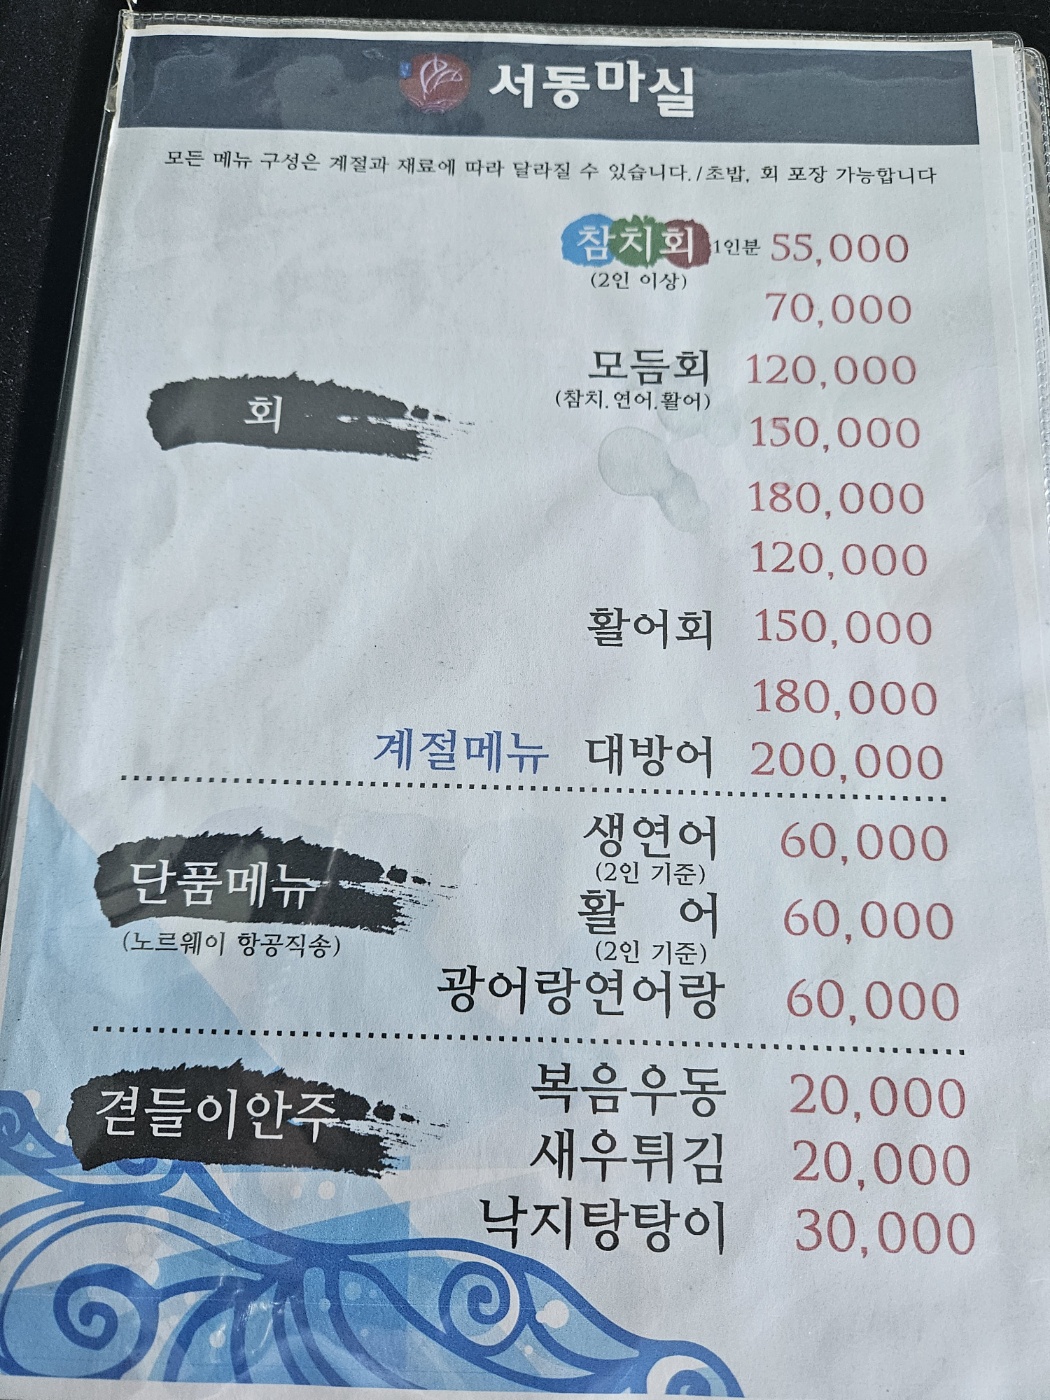 서동마실
모든 메뉴 구성은 계절과 재료에 따라 달라질 수 있습니다. /초밥, 회 포장 가능합니다
참치회 1인분 55,000
(2인 이상)
70,000
회
모듬회 120,000
(참치.연어.활어)
150,000
180,000
120,000
활어회 150,000
180,000
계절메뉴 대방어 200,000
단품메뉴
(노르웨이 항공직송)
생연어 60,000
(2인 기준)
활 어 60,000
(2인 기준)
광어랑연어랑 60,000
곁들이안주
복음우동 20,000
새우튀김 20,000
낙지탕탕이 30,000